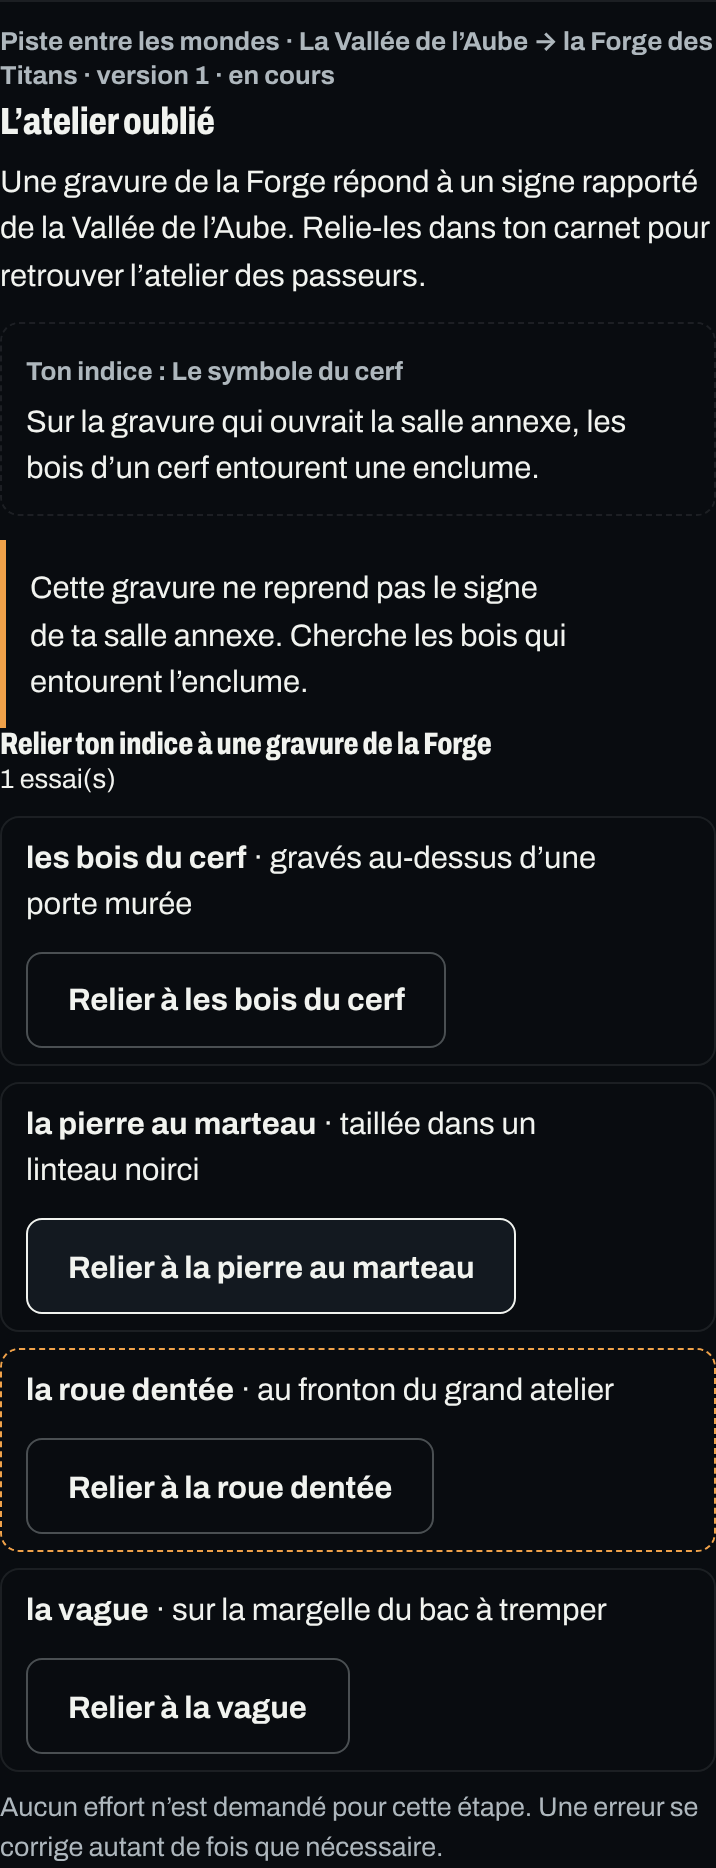 Piste entre les mondes · La Vallée de l’Aube → la Forge des
Titans · version 1 · en cours
L’atelier oublié
Une gravure de la Forge répond à un signe rapporté
de la Vallée de l’Aube. Relie-les dans ton carnet pour
retrouver l’atelier des passeurs.
Ton indice : Le symbole du cerf
Sur la gravure qui ouvrait la salle annexe, les
bois d’un cerf entourent une enclume.
Cette gravure ne reprend pas le signe
de ta salle annexe. Cherche les bois qui
entourent l’enclume.
Relier ton indice à une gravure de la Forge
1 essai(s)
les bois du cerf · gravés au-dessus d’une
porte murée
Relier à les bois du cerf
la pierre au marteau · taillée dans un
linteau noirci
Relier à la pierre au marteau
la roue dentée · au fronton du grand atelier
Relier à la roue dentée
la vague · sur la margelle du bac à tremper
Relier à la vague
Aucun effort n’est demandé pour cette étape. Une erreur se
corrige autant de fois que nécessaire.